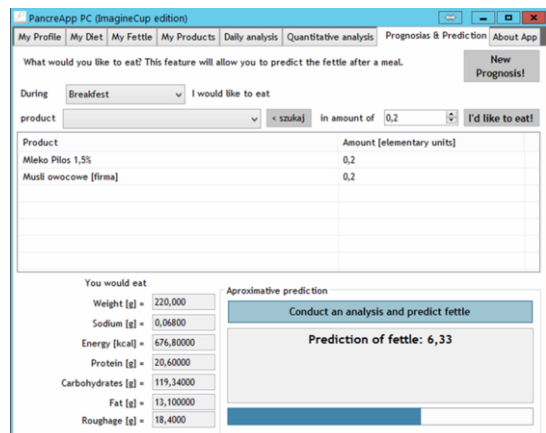 PancreApp PC (ImagineCup edition)
My Profile My Diet My Fettle My Products Daily analysis Quantitative analysis Prognosias & Prediction About App
What would you like to eat? This feature will allow you to predict the fettle after a meal.
New Prognosis!
During Breakfest I would like to eat
product < szukaj in amount of 0,2 I'd like to eat!
Product Amount [elementary units]
Mleko Pilos 1,5% 0,2
Musli owocowe [firma] 0,2
You would eat
Weight [g] = 220,000
Sodium [g] = 0,06800
Energy [kcal] = 676,80000
Protein [g] = 20,60000
Carbohydrates [g] = 119,34000
Fat [g] = 13,100000
Roughage [g] = 18,4000
Aproximative prediction
Conduct an analysis and predict fettle
Prediction of fettle: 6,33